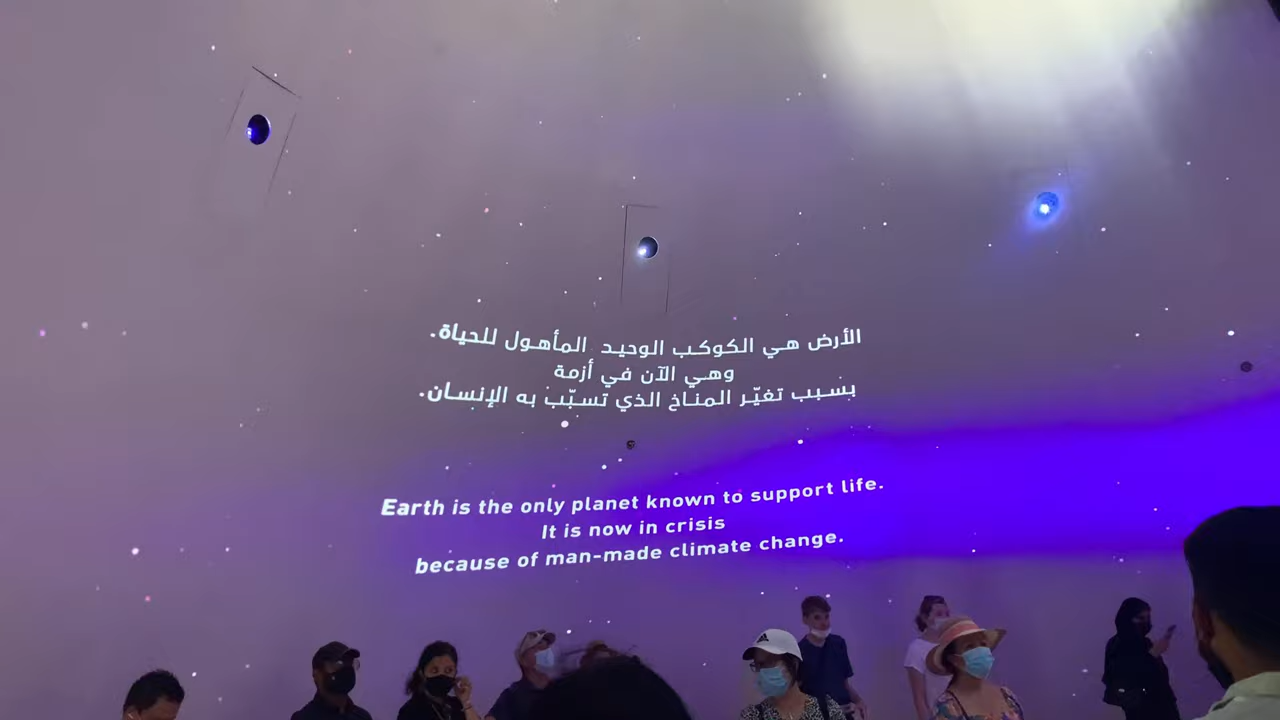 الأرض هي الكوكب الوحيد المأهول للحياة.
وهي الآن في أزمة
بسبب تغيّر المناخ الذي تسبّب به الإنسان.
Earth is the only planet known to support life.
It is now in crisis
because of man-made climate change.